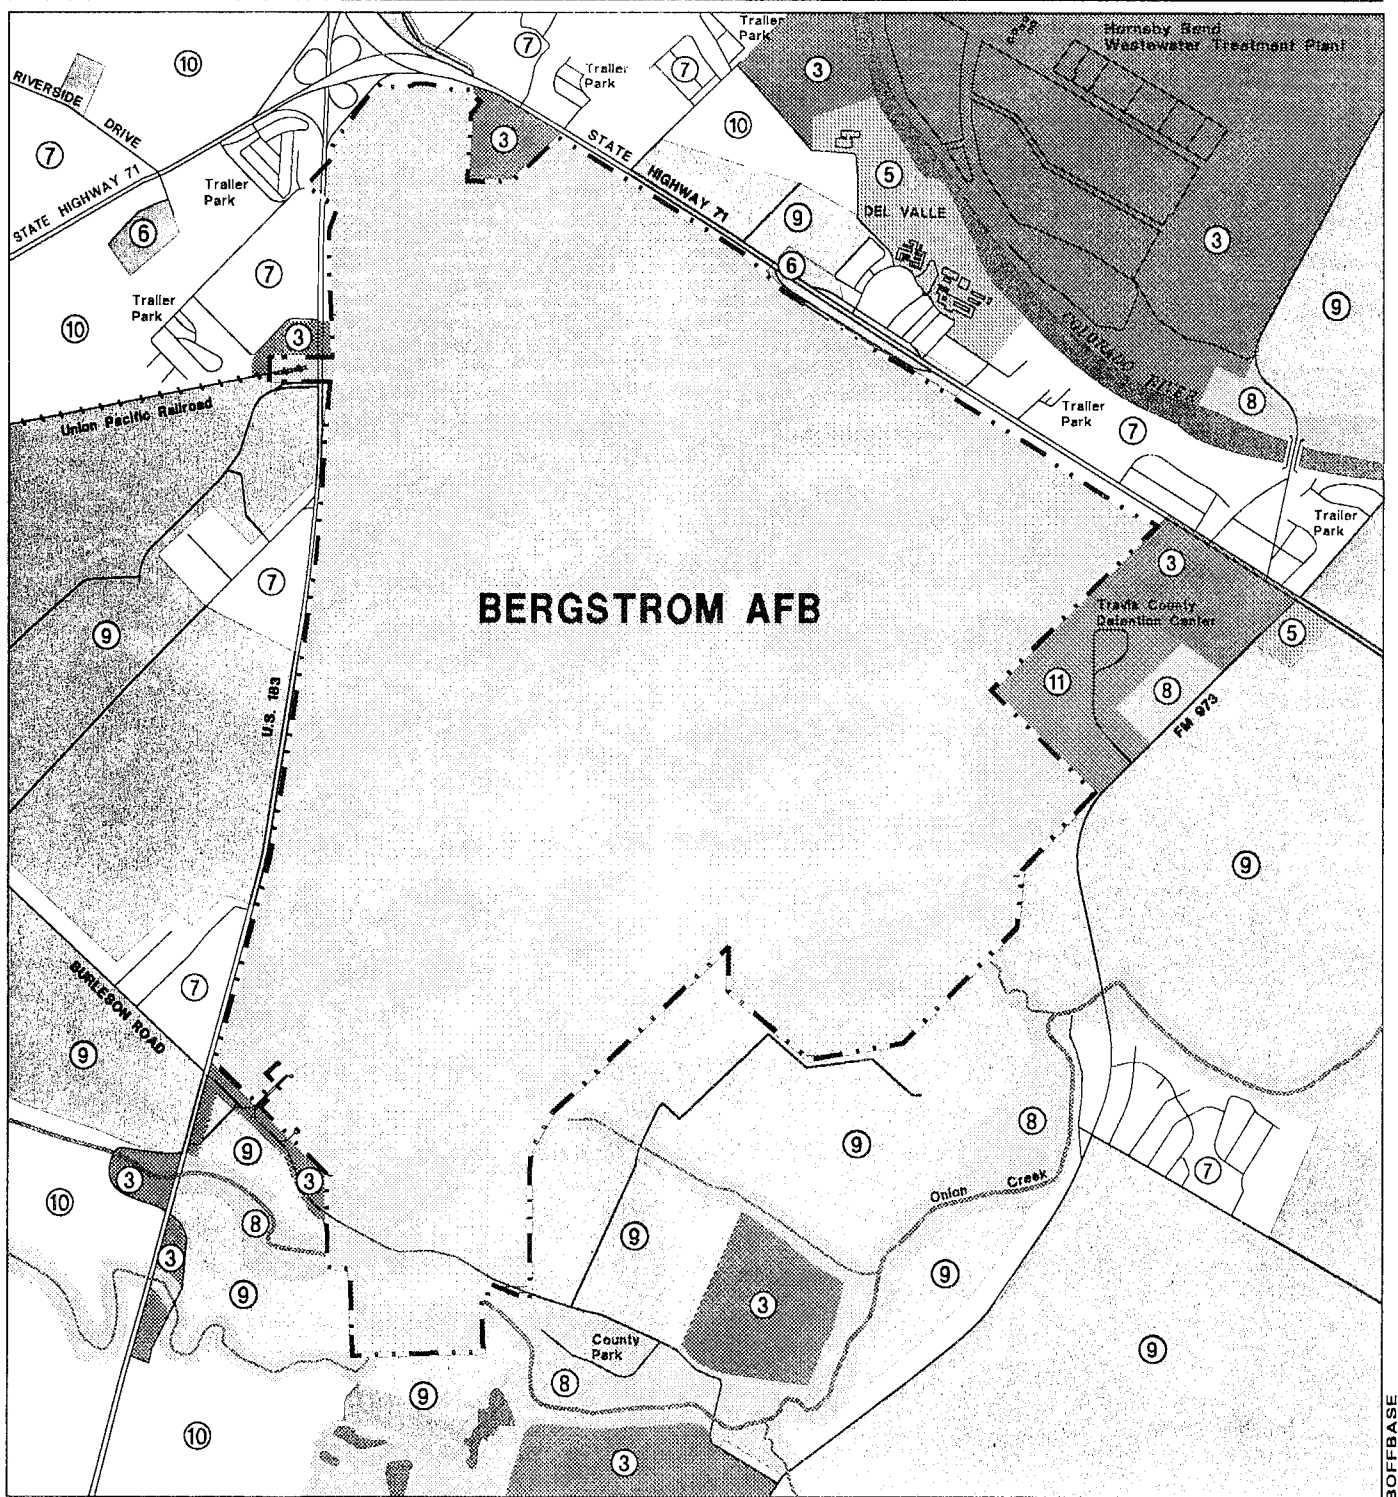 Trailer
Park
Hornsby Bend
Wastewater Treatment Plant
10
7
7
3
Trailer
Park
RIVERSIDE
DRIVE
10
3
STATE
HIGHWAY 71
7
STATE HIGHWAY 71
Trailer
Park
5
DEL VALLE
9
6
3
6
7
9
Trailer
Park
10
3
COLORADO RIVER
Union Pacific Railroad
8
Trailer
Park
7
Trailer
Park
3
7
BERGSTROM AFB
Travis County
Detention Center
9
5
11
8
FM 973
U.S. 183
9
7
BURLESON ROAD
9
8
9
9
3
3
7
Onion Creek
10
8
9
3
9
9
3
County
Park
9
8
9
10
3
BOFFBASE